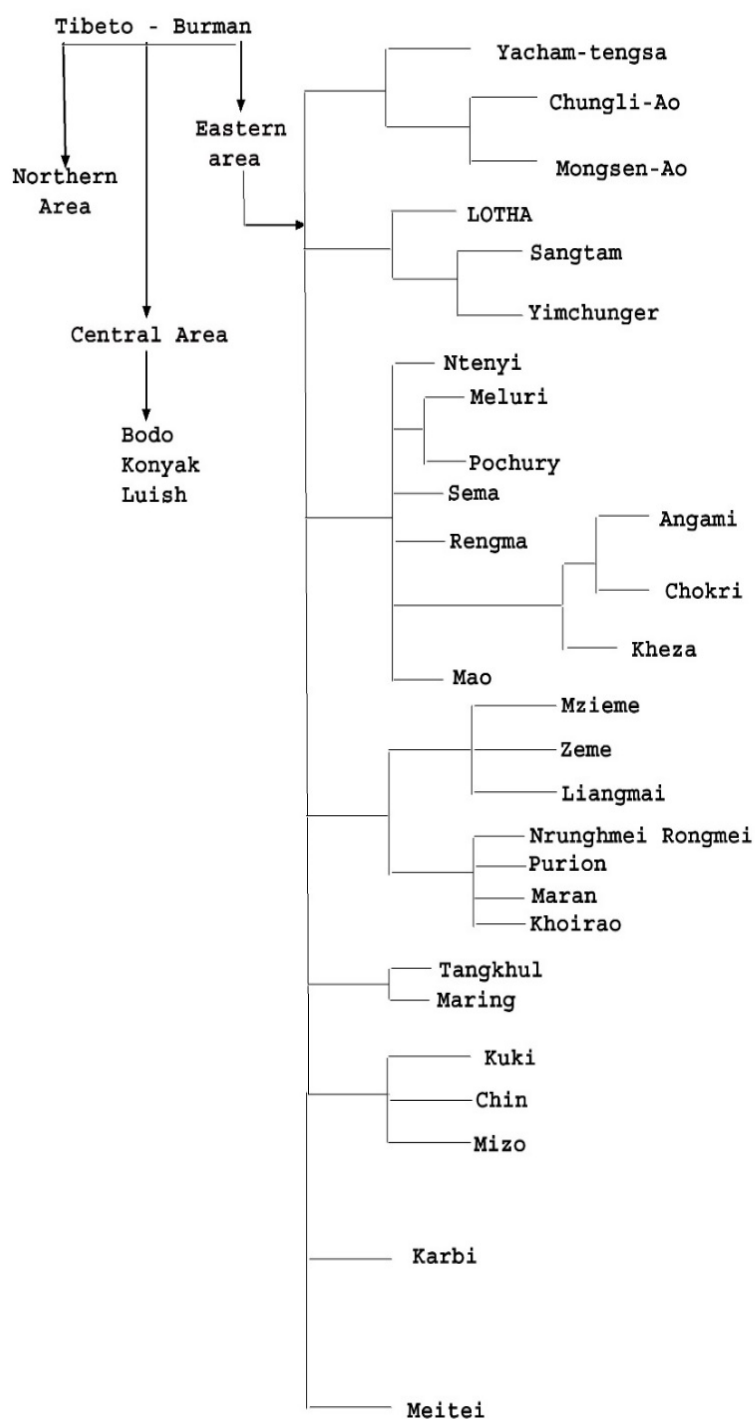 Tibeto - Burman
Northern
Area
Central Area
Bodo
Konyak
Luish
Eastern
area
Yacham-tengsa
Chungli-Ao
Mongsen-Ao
LOTHA
Sangtam
Yimchunger
Ntenyi
Meluri
Pochury
Sema
Rengma
Angami
Chokri
Kheza
Mao
Mzieme
Zeme
Liangmai
Nrunghmei Rongmei
Purion
Maran
Khoirao
Tangkhul
Maring
Kuki
Chin
Mizo
Karbi
Meitei